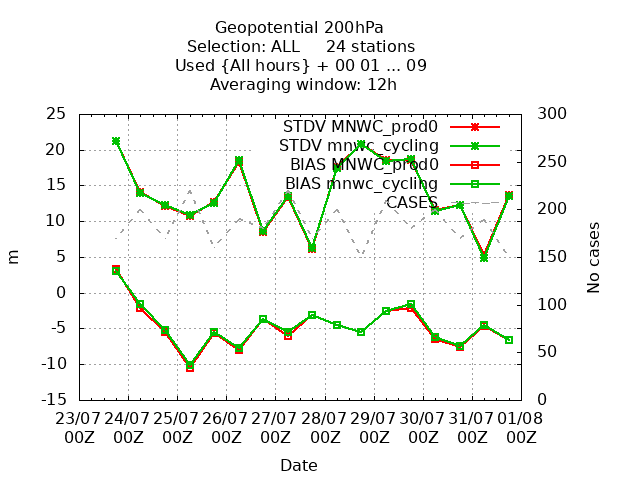 Geopotential 200hPa
Selection: ALL     24 stations
Used {All hours} + 00 01 ... 09
Averaging window: 12h
STDV MNWC_prod0
STDV mnwc_cycling
BIAS MNWC_prod0
BIAS mnwc_cycling
CASES
25
20
15
10
5
0
-5
-10
-15
m
300
250
200
150
100
50
0
No cases
23/07 24/07 25/07 26/07 27/07 28/07 29/07 30/07 31/07 01/08
00Z 00Z 00Z 00Z 00Z 00Z 00Z 00Z 00Z 00Z
Date